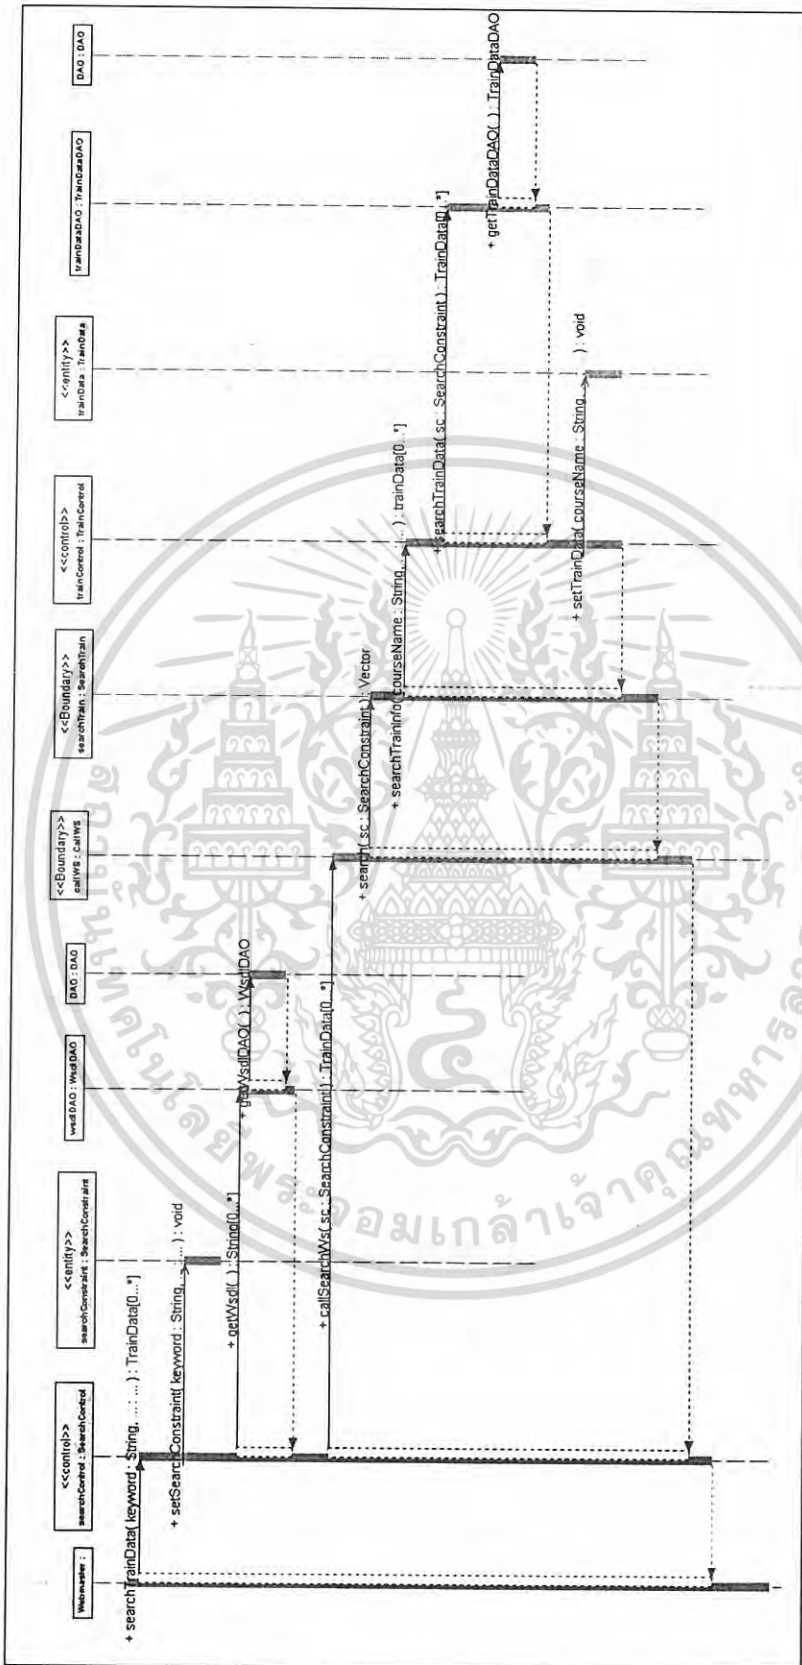 Webmaster :
<<control>>
searchControl : SearchControl
<<entity>>
searchConstraint : SearchConstraint
wsdlDAO : WsdlDAO
DAO : DAO
<<Boundary>>
callWS : CallWS
<<Boundary>>
searchTrain : SearchTrain
<<control>>
trainControl : TrainControl
<<entity>>
trainData : TrainData
trainDataDAO : TrainDataDAO
DAO : DAO
+ searchTrainData( keyword : String, ... : ... ) : TrainData[0...*]
+ setSearchConstraint( keyword : String, ... : ... ) : void
+ getWsdl( ) : String[0...*]
+ getWsdlDAO( ) : WsdlDAO
+ callSearchWs( sc : SearchConstraint ) : TrainData[0...*]
+ search( sc : SearchConstraint ) : Vector
+ searchTrainInfo( courseName : String, ... : ... ) : trainData[0...*]
+ searchTrainData( sc : SearchConstraint ) : TrainData[0...*]
+ getTrainDataDAO( ) : TrainDataDAO
+ setTrainData( courseName : String, ... ) : void